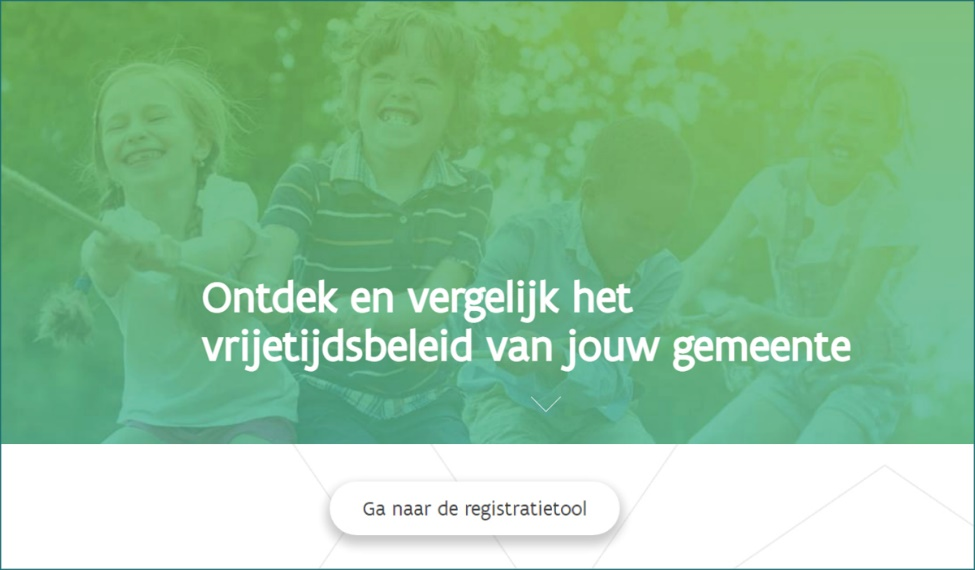 Ontdek en vergelijk het
vrijetijdsbeleid van jouw gemeente
Ga naar de registratietool